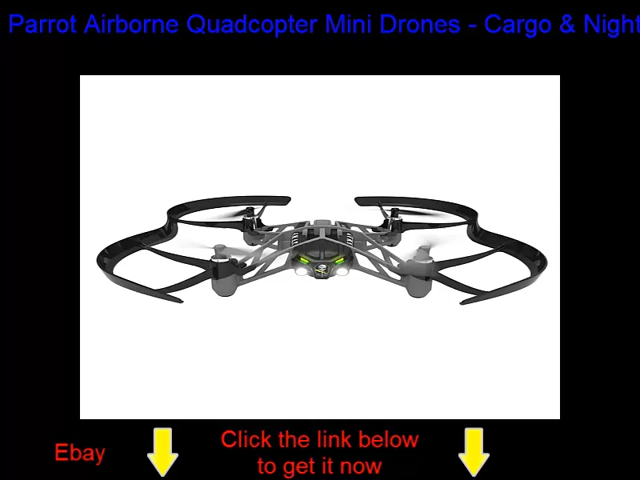 Parrot Airborne Quadcopter Mini Drones - Cargo & Night
Click the link below
Ebay
to get it now